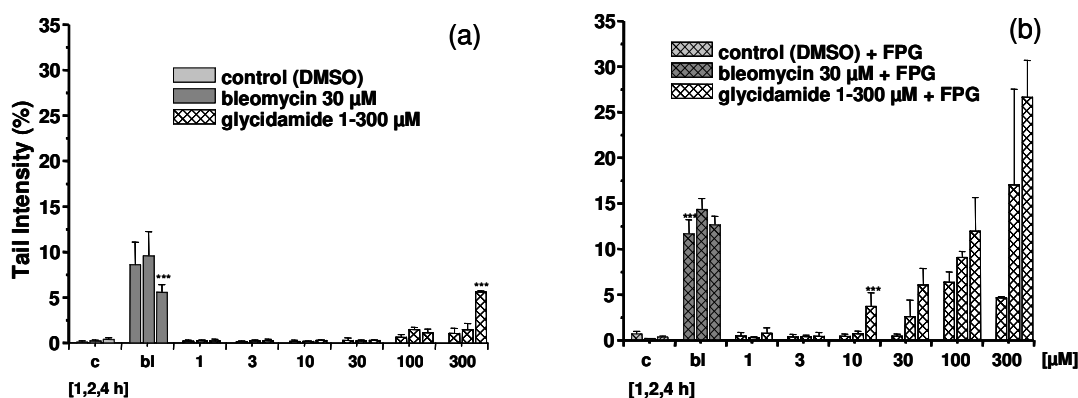 (a)
35
30
25
20
15
10
5
0
Tail Intensity (%)
control (DMSO)
bleomycin 30 µM
glycidamide 1-300 µM
***
***
c bl 1 3 10 30 100 300
[1,2,4 h]
(b)
35
30
25
20
15
10
5
0
control (DMSO) + FPG
bleomycin 30 µM + FPG
glycidamide 1-300 µM + FPG
***
***
c bl 1 3 10 30 100 300 [µM]
[1,2,4 h]